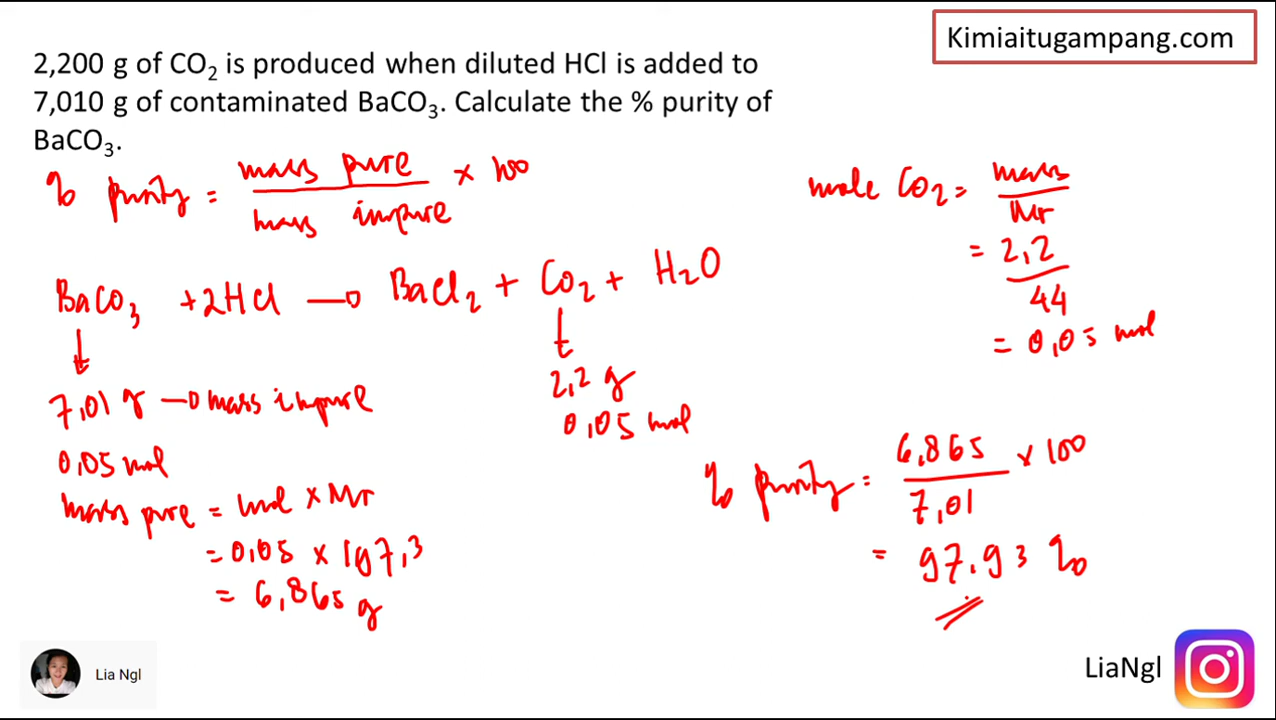 Kimiaitugampang.com
2,200 g of CO₂ is produced when diluted HCl is added to
7,010 g of contaminated BaCO₃. Calculate the % purity of
BaCO₃.
% purity = mass pure / mass impure × 100
BaCO₃ + 2HCl → BaCl₂ + CO₂ + H₂O
7,01 g → mass impure
0,05 mol
2,2 g
0,05 mol
mass pure = mol × Mr
= 0,05 × 197,3
= 6,865 g
mole CO₂ = mass / Mr
= 2,2 / 44
= 0,05 mol
% purity = 6,865 / 7,01 × 100
= 97,93 %
Lia Ngl
LiaNgl